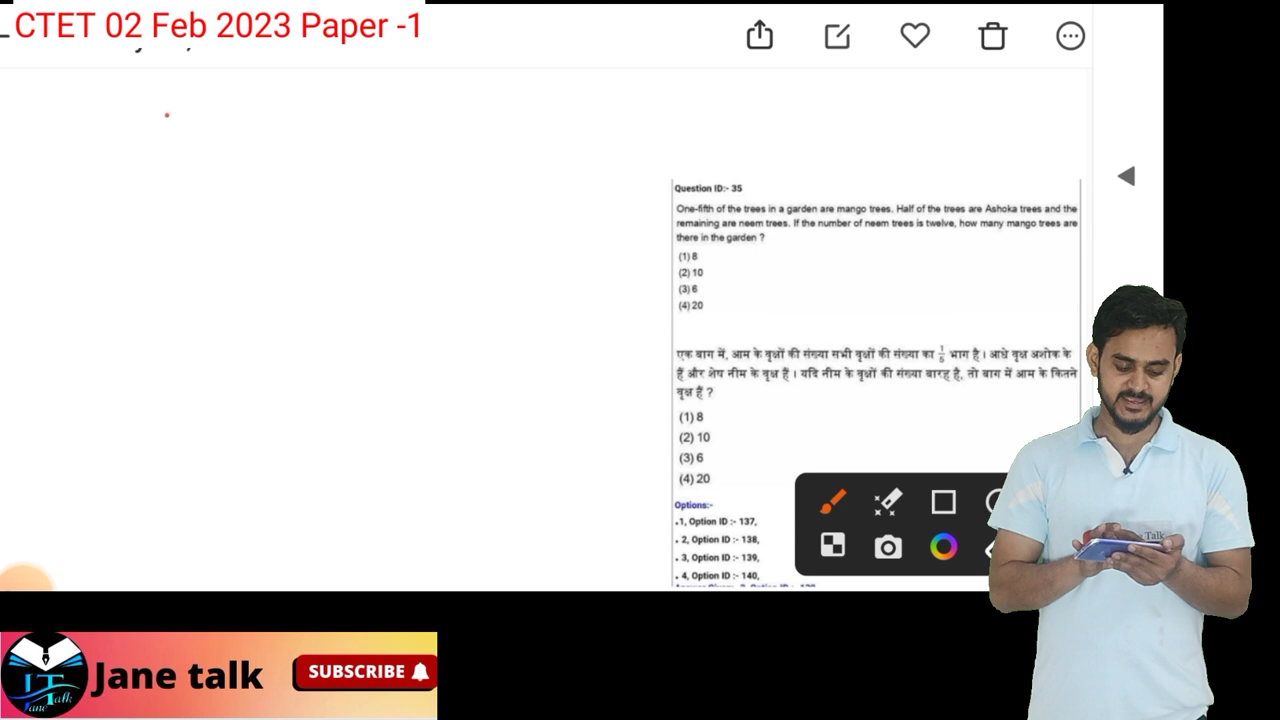 CTET 02 Feb 2023 Paper -1
Question ID:- 35
One-fifth of the trees in a garden are mango trees. Half of the trees are Ashoka trees and the
remaining are neem trees. If the number of neem trees is twelve, how many mango trees are
there in the garden ?
(1) 8
(2) 10
(3) 6
(4) 20
एक बाग में, आम के वृक्षों की संख्या सभी वृक्षों की संख्या का 1/5 भाग है। आधे वृक्ष अशोक के
हैं और शेष नीम के वृक्ष हैं। यदि नीम के वृक्षों की संख्या बारह है, तो बाग में आम के कितने
वृक्ष हैं ?
(1) 8
(2) 10
(3) 6
(4) 20
Options:-
1, Option ID :- 137,
2, Option ID :- 138,
3, Option ID :- 139,
4, Option ID :- 140,
Talk
Jane talk
SUBSCRIBE
JT
Jane Talk